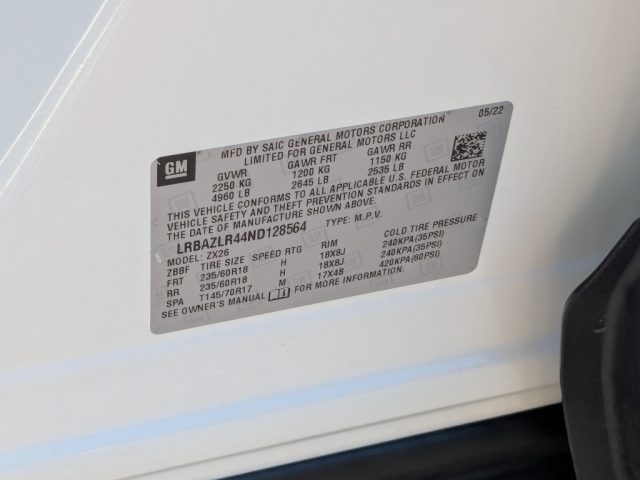 GM
MFD BY SAIC GENERAL MOTORS CORPORATION 05/22
LIMITED FOR GENERAL MOTORS LLC
GVWR GAWR FRT GAWR RR
2250 KG 1200 KG 1150 KG
4960 LB 2645 LB 2535 LB
THIS VEHICLE CONFORMS TO ALL APPLICABLE U.S. FEDERAL MOTOR
VEHICLE SAFETY AND THEFT PREVENTION STANDARDS IN EFFECT ON
THE DATE OF MANUFACTURE SHOWN ABOVE.
LRBAZLR44ND128564 TYPE: M.P.V.
MODEL: ZX26
ZBBF TIRE SIZE SPEED RTG RIM COLD TIRE PRESSURE
FRT 235/60R18 H 18X8J 240KPA(35PSI)
RR 235/60R18 H 18X8J 240KPA(35PSI)
SPA T145/70R17 M 17X4B 420KPA(60PSI)
SEE OWNER'S MANUAL FOR MORE INFORMATION.